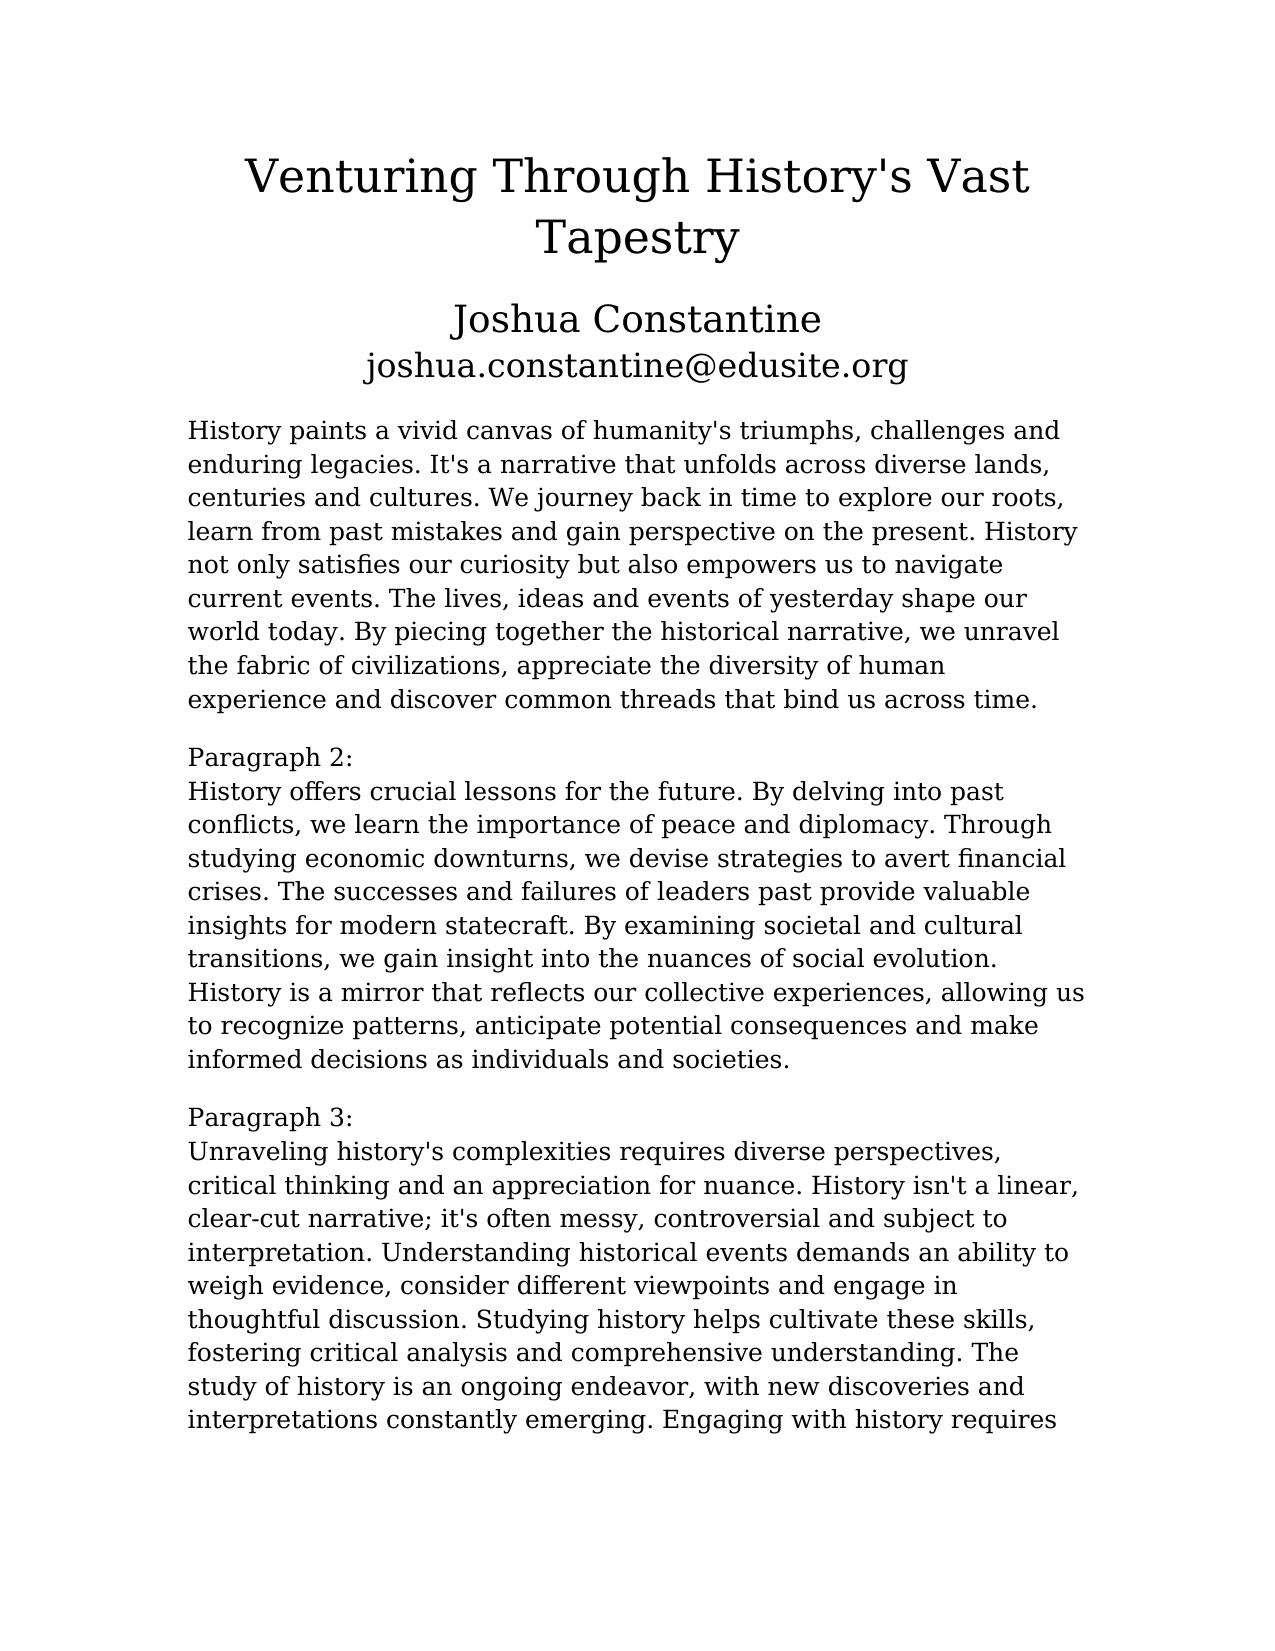 Venturing Through History's Vast
Tapestry
Joshua Constantine
joshua.constantine@edusite.org
History paints a vivid canvas of humanity's triumphs, challenges and
enduring legacies. It's a narrative that unfolds across diverse lands,
centuries and cultures. We journey back in time to explore our roots,
learn from past mistakes and gain perspective on the present. History
not only satisfies our curiosity but also empowers us to navigate
current events. The lives, ideas and events of yesterday shape our
world today. By piecing together the historical narrative, we unravel
the fabric of civilizations, appreciate the diversity of human
experience and discover common threads that bind us across time.
Paragraph 2:
History offers crucial lessons for the future. By delving into past
conflicts, we learn the importance of peace and diplomacy. Through
studying economic downturns, we devise strategies to avert financial
crises. The successes and failures of leaders past provide valuable
insights for modern statecraft. By examining societal and cultural
transitions, we gain insight into the nuances of social evolution.
History is a mirror that reflects our collective experiences, allowing us
to recognize patterns, anticipate potential consequences and make
informed decisions as individuals and societies.
Paragraph 3:
Unraveling history's complexities requires diverse perspectives,
critical thinking and an appreciation for nuance. History isn't a linear,
clear-cut narrative; it's often messy, controversial and subject to
interpretation. Understanding historical events demands an ability to
weigh evidence, consider different viewpoints and engage in
thoughtful discussion. Studying history helps cultivate these skills,
fostering critical analysis and comprehensive understanding. The
study of history is an ongoing endeavor, with new discoveries and
interpretations constantly emerging. Engaging with history requires